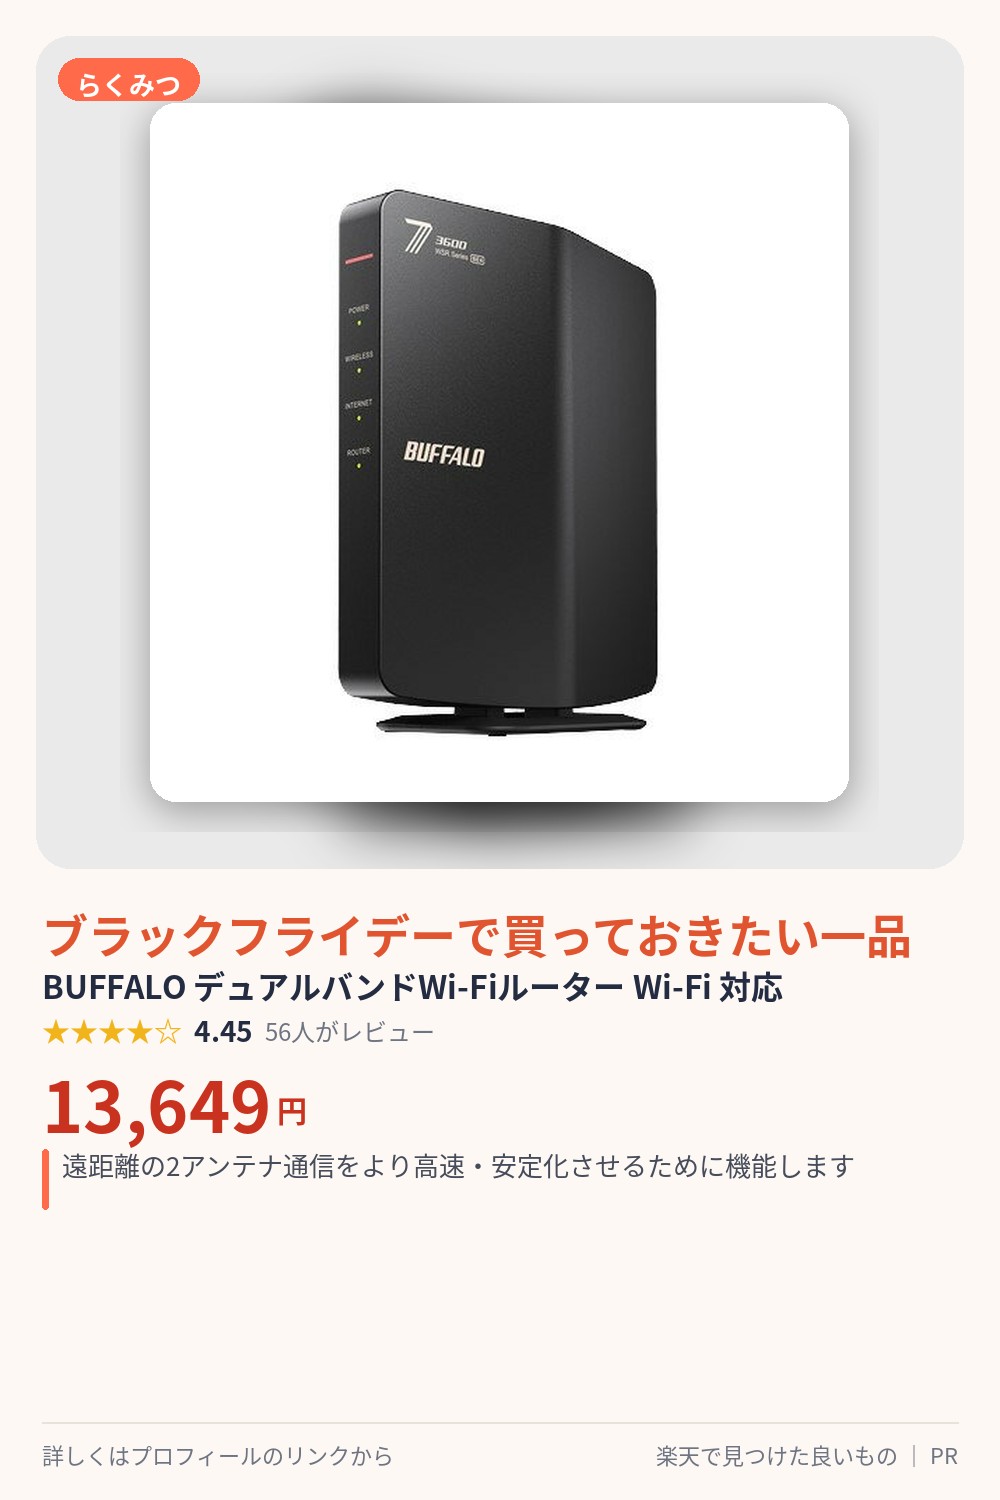 らくみつ
7 3600
WSR Series
POWER
WIRELESS
INTERNET
ROUTER
BUFFALO
ブラックフライデーで買っておきたい一品
BUFFALO デュアルバンドWi-Fiルーター Wi-Fi 対応
★★★★☆ 4.45 56人がレビュー
13,649円
遠距離の2アンテナ通信をより高速・安定化させるために機能します
詳しくはプロフィールのリンクから
楽天で見つけた良いもの｜PR